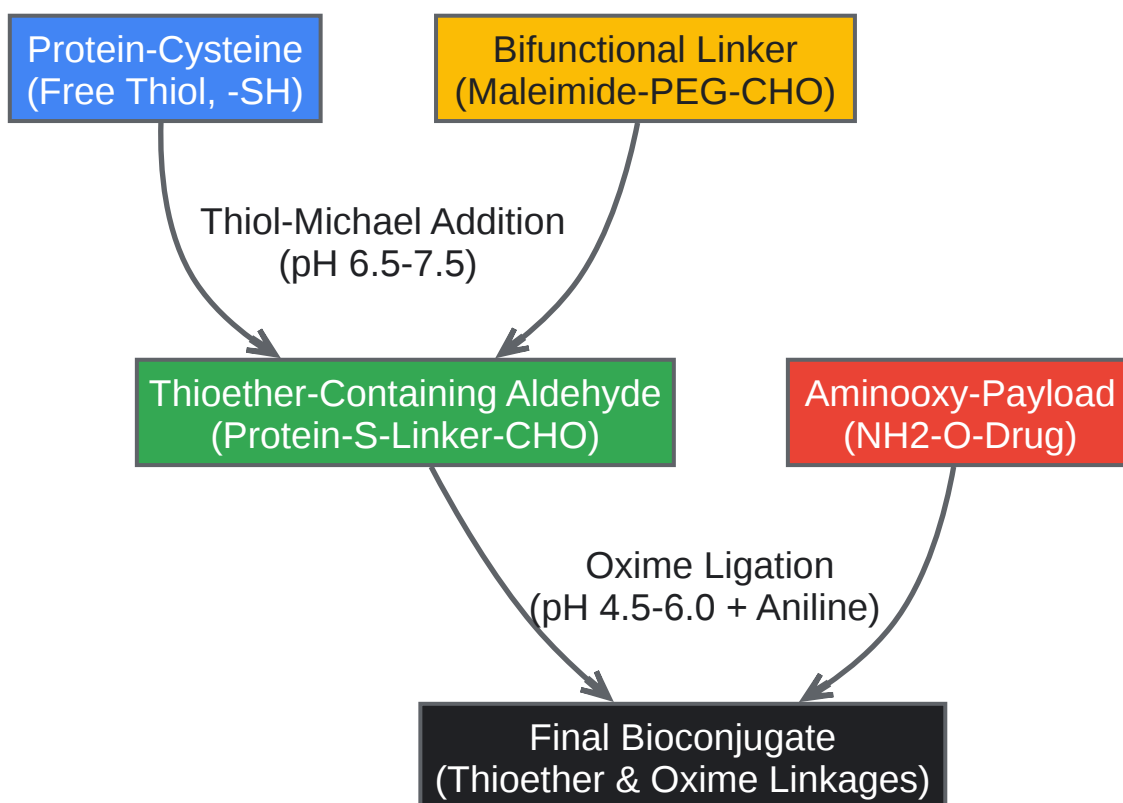 Protein-Cysteine
(Free Thiol, -SH)
Bifunctional Linker
(Maleimide-PEG-CHO)
Thiol-Michael Addition
(pH 6.5-7.5)
Thioether-Containing Aldehyde
(Protein-S-Linker-CHO)
Aminooxy-Payload
(NH2-O-Drug)
Oxime Ligation
(pH 4.5-6.0 + Aniline)
Final Bioconjugate
(Thioether & Oxime Linkages)